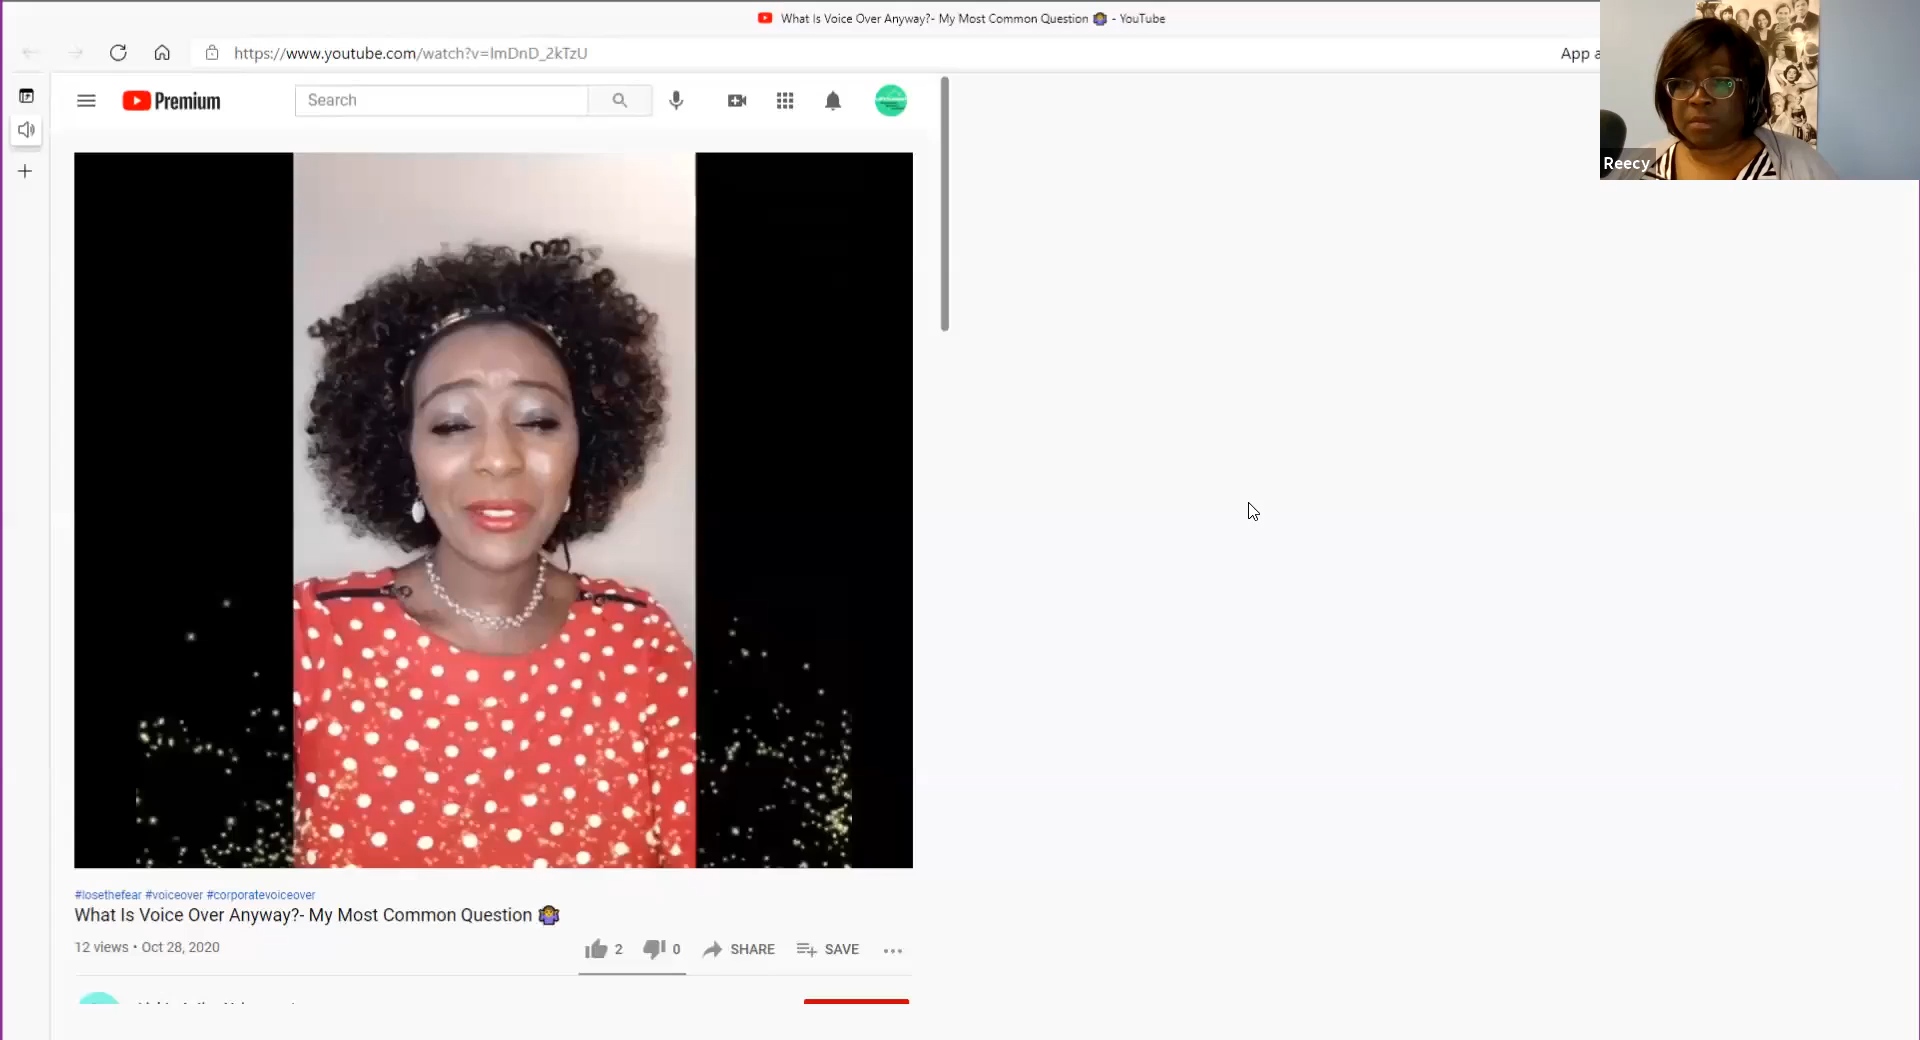 What Is Voice Over Anyway?- My Most Common Question 🤷🏾‍♀️ - YouTube
https://www.youtube.com/watch?v=ImDnD_2kTzU
App a
Premium
Search
Reecy
#losethefear #voiceover #corporatevoiceover
What Is Voice Over Anyway?- My Most Common Question 🤷🏾‍♀️
12 views • Oct 28, 2020
2
0
SHARE
SAVE